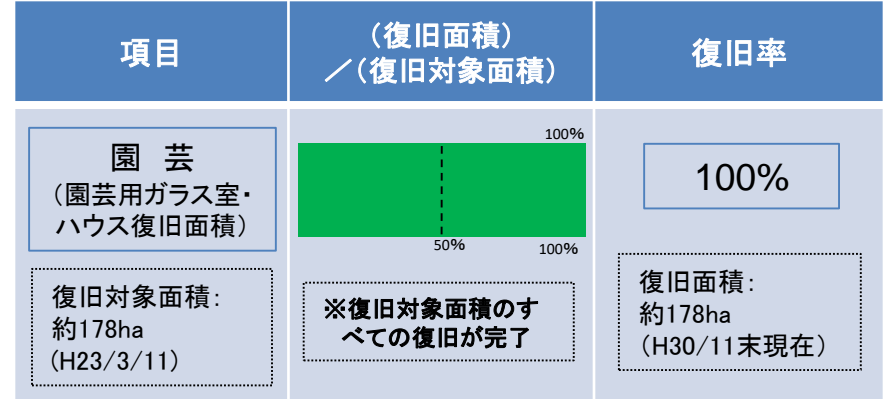 項目
（復旧面積）
／（復旧対象面積）
復旧率
園　芸
（園芸用ガラス室・
ハウス復旧面積）
復旧対象面積：
約178ha
(H23/3/11)
100%
50%
100%
※復旧対象面積のす
べての復旧が完了
100%
復旧面積：
約178ha
（H30/11末現在）